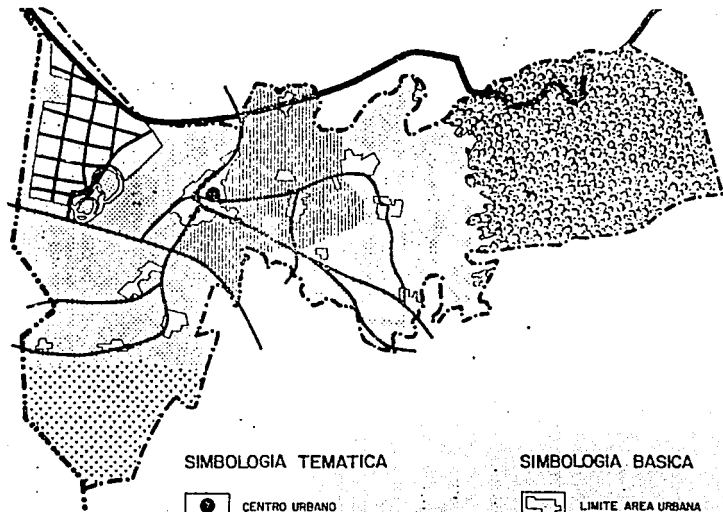 SIMBOLOGIA TEMATICA
CENTRO URBANO
SIMBOLOGIA BASICA
LIMITE AREA URBANA